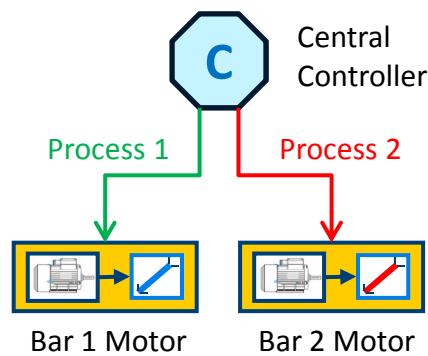 C
Central
Controller
Process 1
Process 2
Bar 1 Motor
Bar 2 Motor